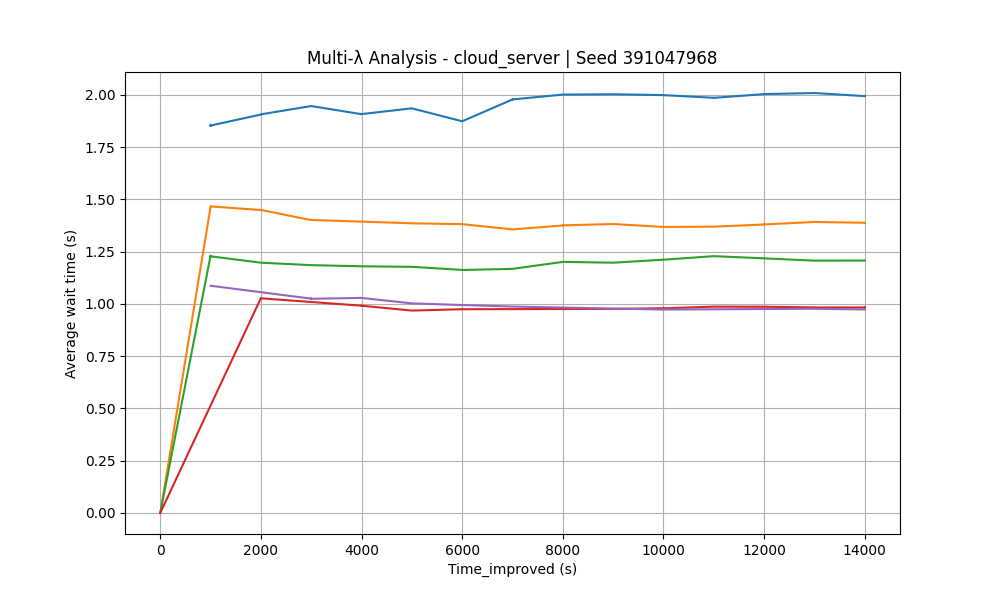 Multi-λ Analysis - cloud_server | Seed 391047968
2.00
1.75
1.50
1.25
1.00
0.75
0.50
0.25
0.00
Average wait time (s)
0 2000 4000 6000 8000 10000 12000 14000
Time_improved (s)